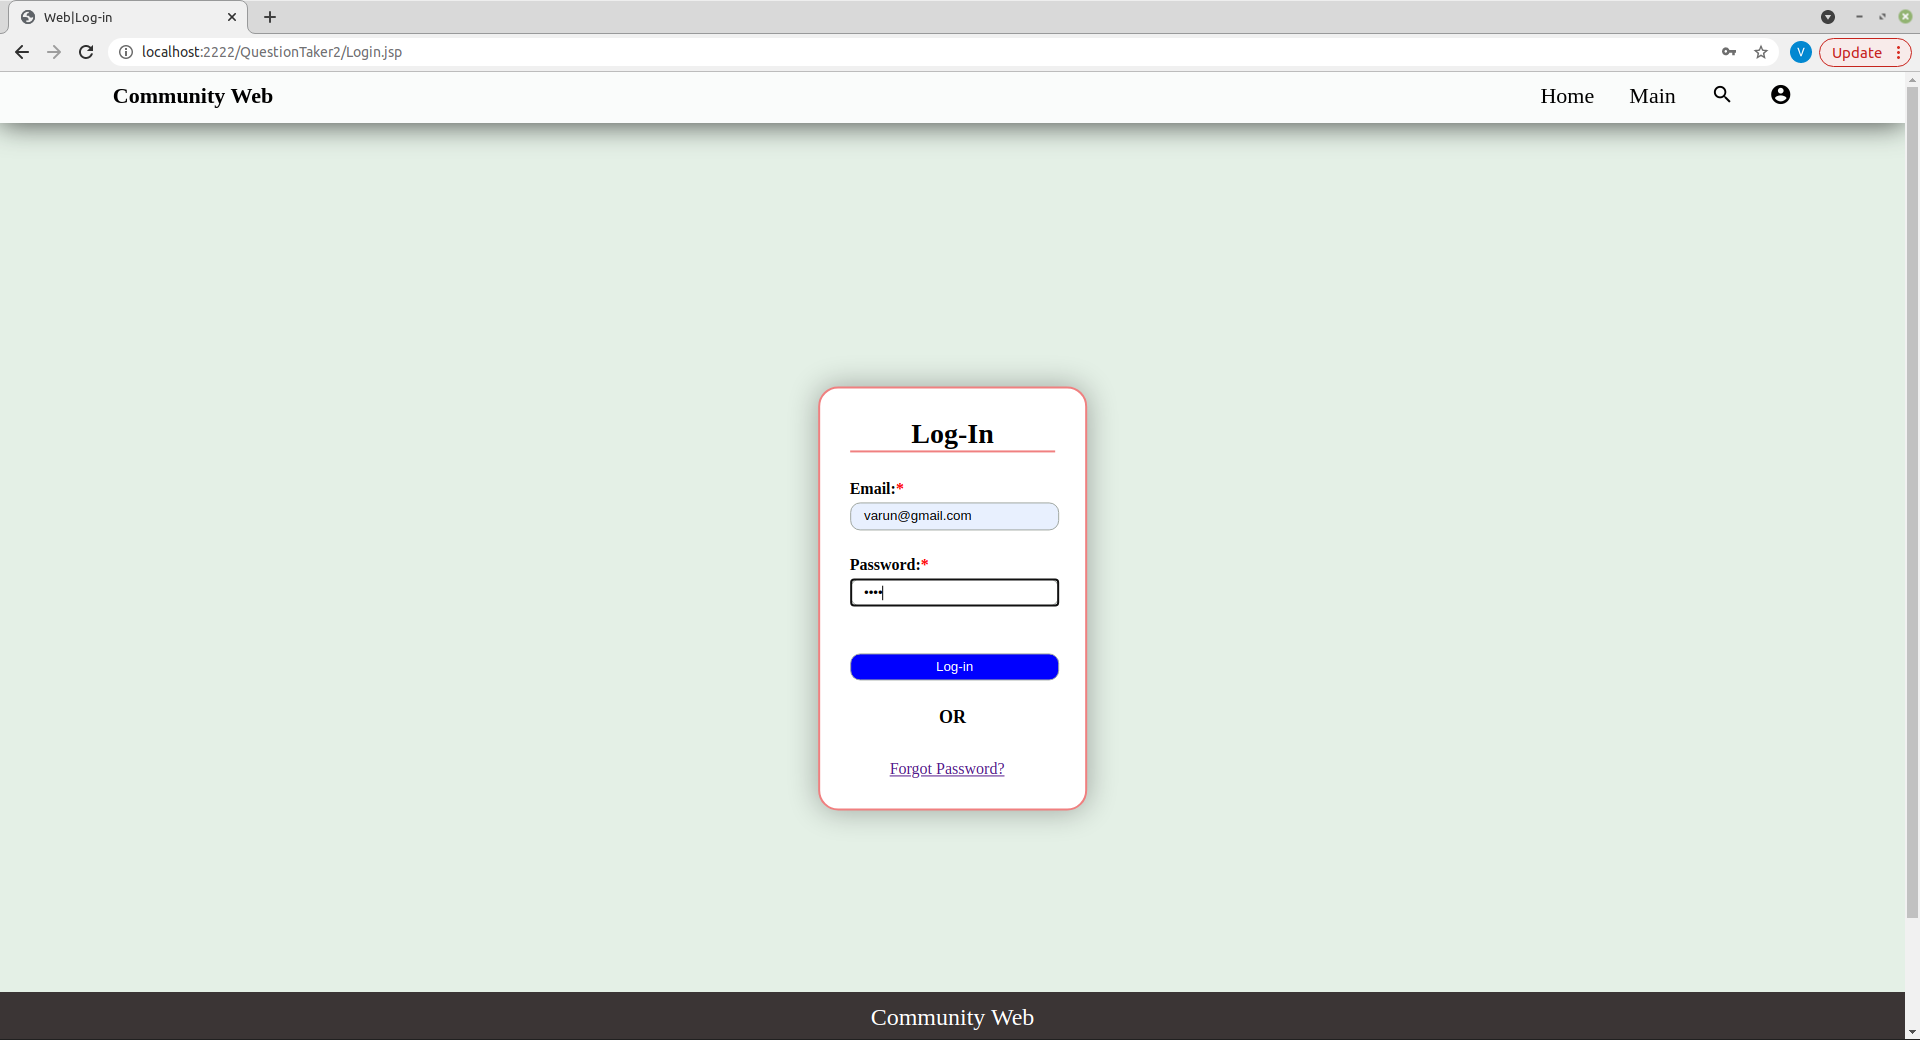 Web|Log-in
localhost:2222/QuestionTaker2/Login.jsp
V
Update
Community Web
Home
Main
Log-In
Email:*
varun@gmail.com
Password:*
••••
Log-in
OR
Forgot Password?
Community Web